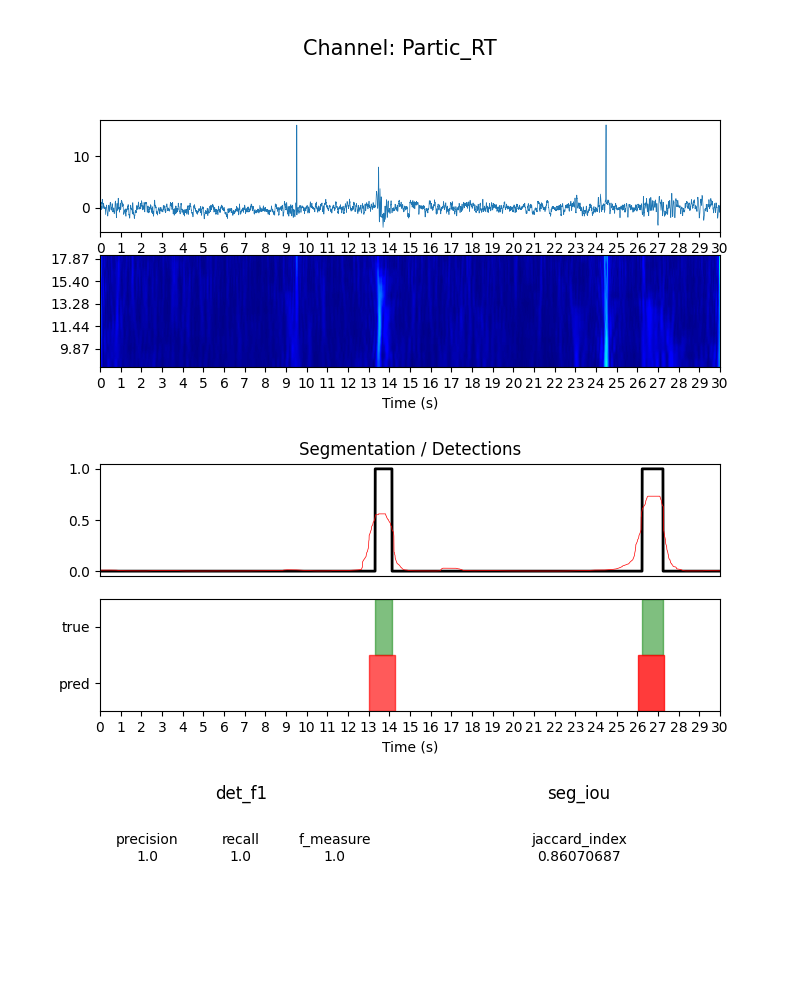 Channel: Partic_RT
10
0
0 1 2 3 4 5 6 7 8 9 10 11 12 13 14 15 16 17 18 19 20 21 22 23 24 25 26 27 28 29 30
17.87
15.40
13.28
11.44
9.87
0 1 2 3 4 5 6 7 8 9 10 11 12 13 14 15 16 17 18 19 20 21 22 23 24 25 26 27 28 29 30
Time (s)
Segmentation / Detections
1.0
0.5
0.0
true
pred
0 1 2 3 4 5 6 7 8 9 10 11 12 13 14 15 16 17 18 19 20 21 22 23 24 25 26 27 28 29 30
Time (s)
det_f1 seg_iou
precision recall f_measure jaccard_index
1.0 1.0 1.0 0.86070687